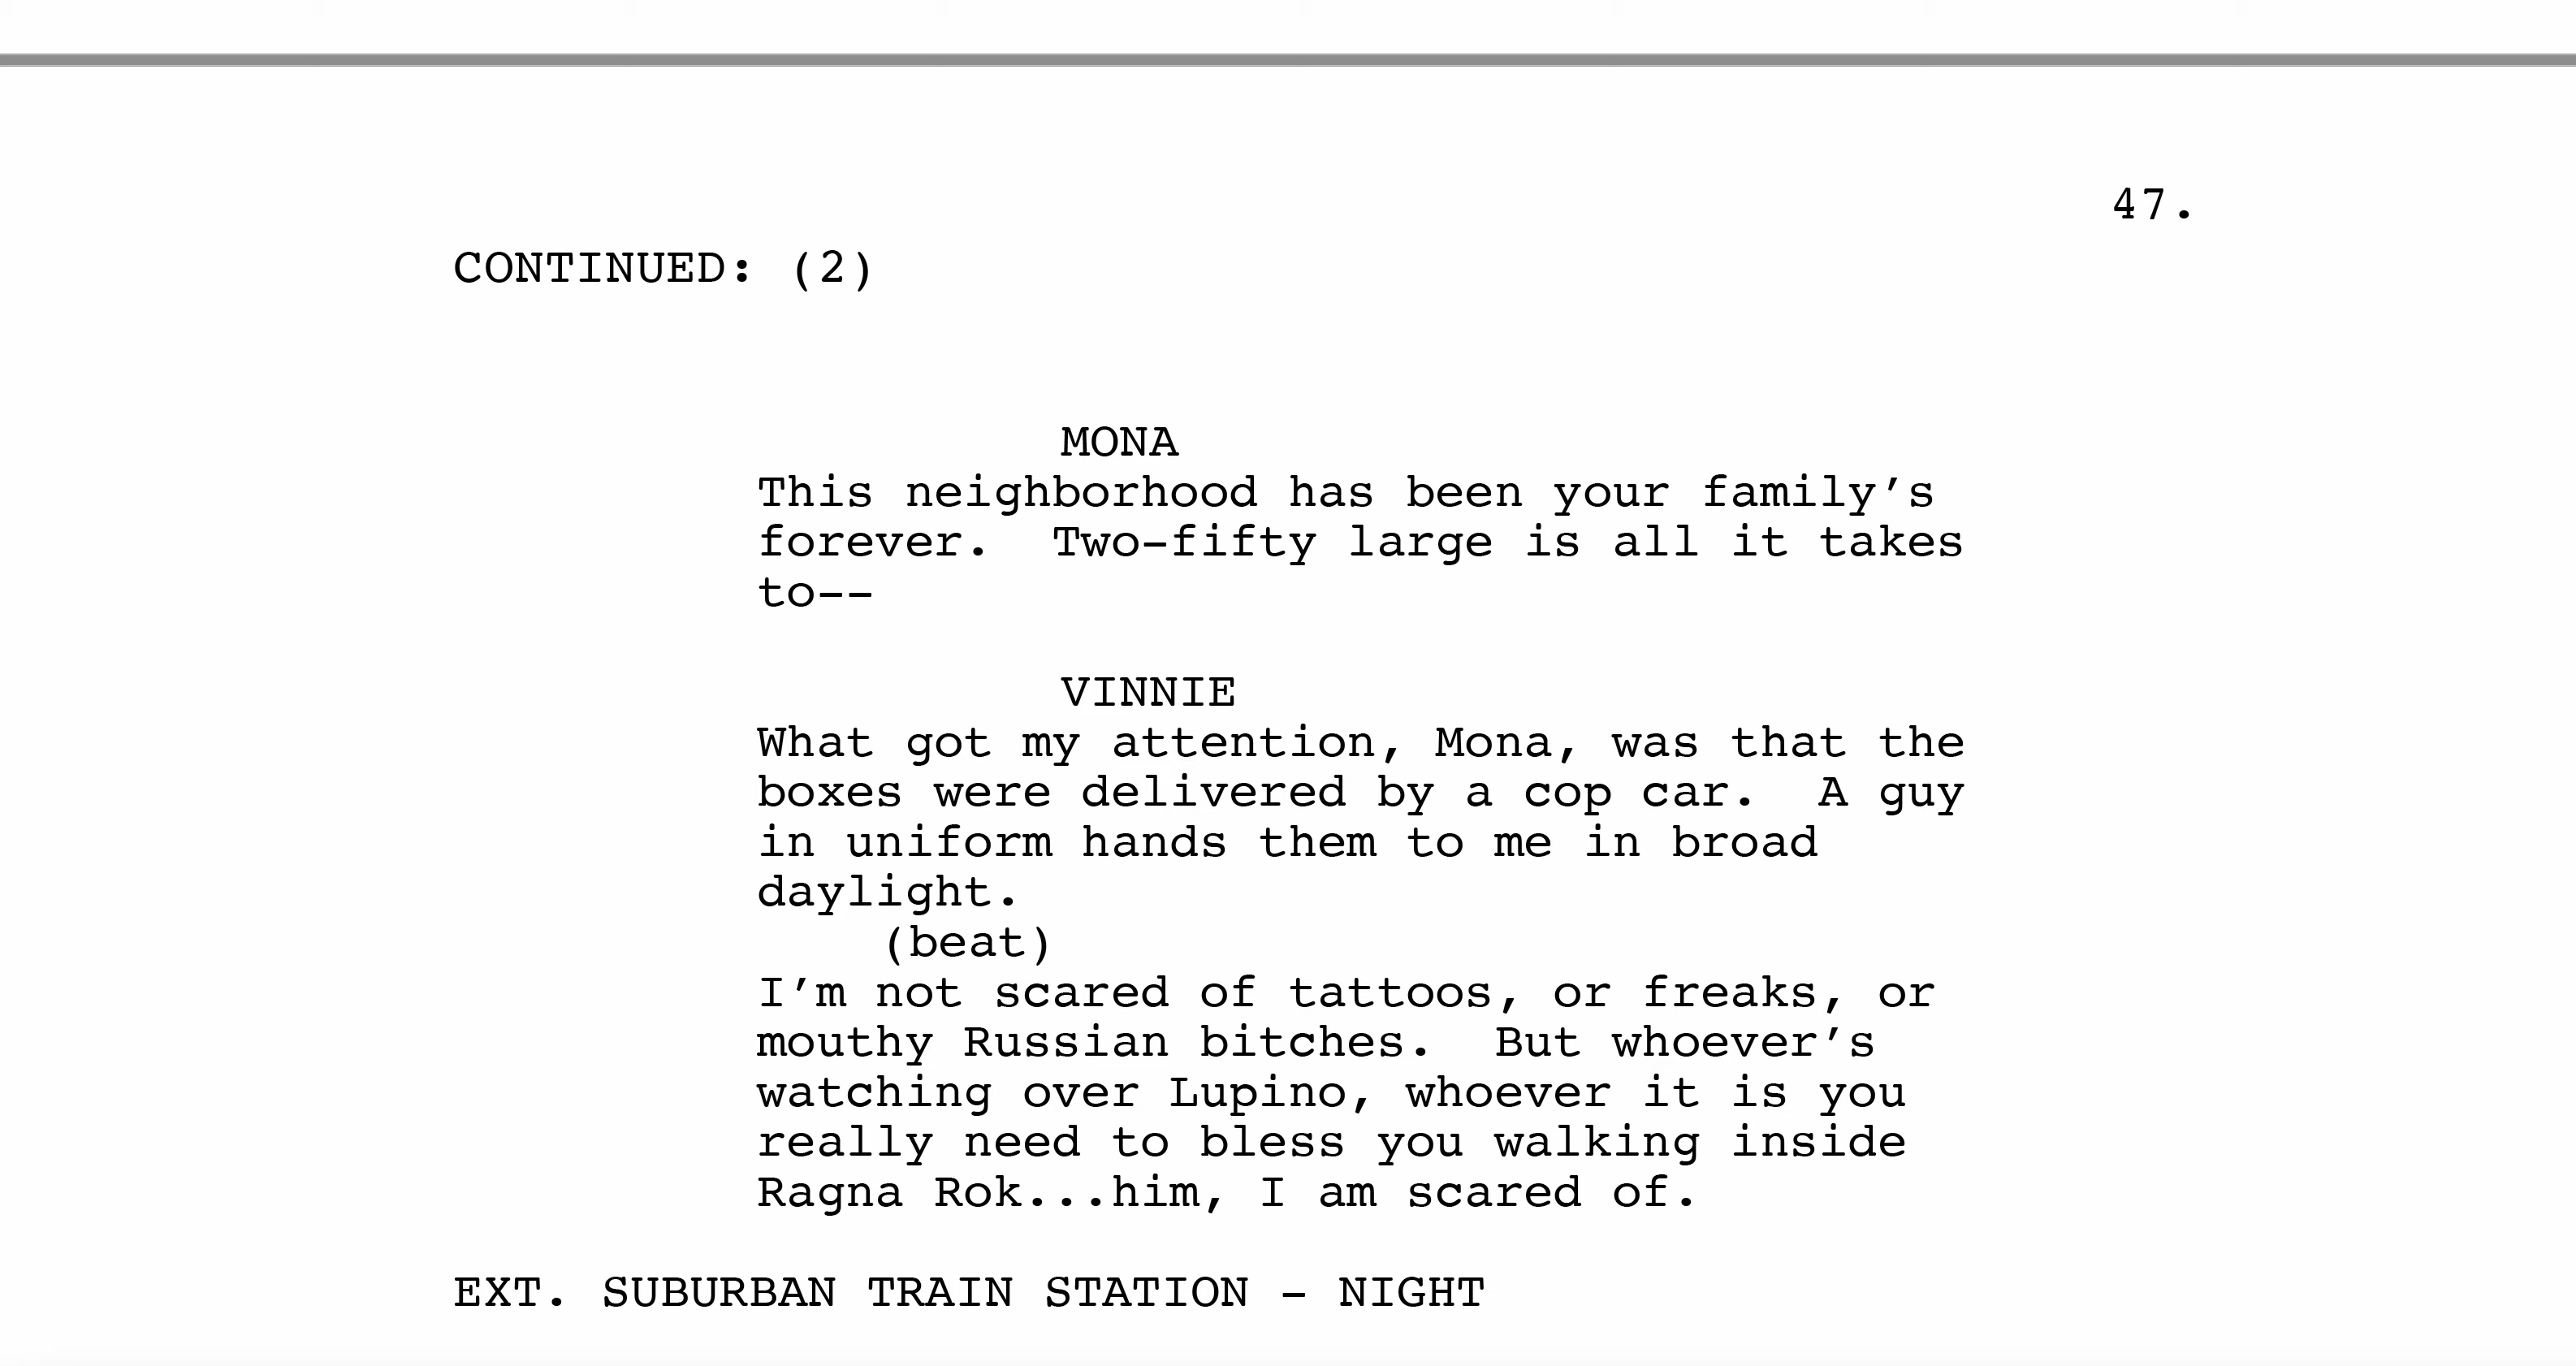 47.
CONTINUED: (2)
MONA
This neighborhood has been your family’s
forever.  Two-fifty large is all it takes
to--
VINNIE
What got my attention, Mona, was that the
boxes were delivered by a cop car.  A guy
in uniform hands them to me in broad
daylight.
(beat)
I’m not scared of tattoos, or freaks, or
mouthy Russian bitches.  But whoever’s
watching over Lupino, whoever it is you
really need to bless you walking inside
Ragna Rok...him, I am scared of.
EXT. SUBURBAN TRAIN STATION - NIGHT